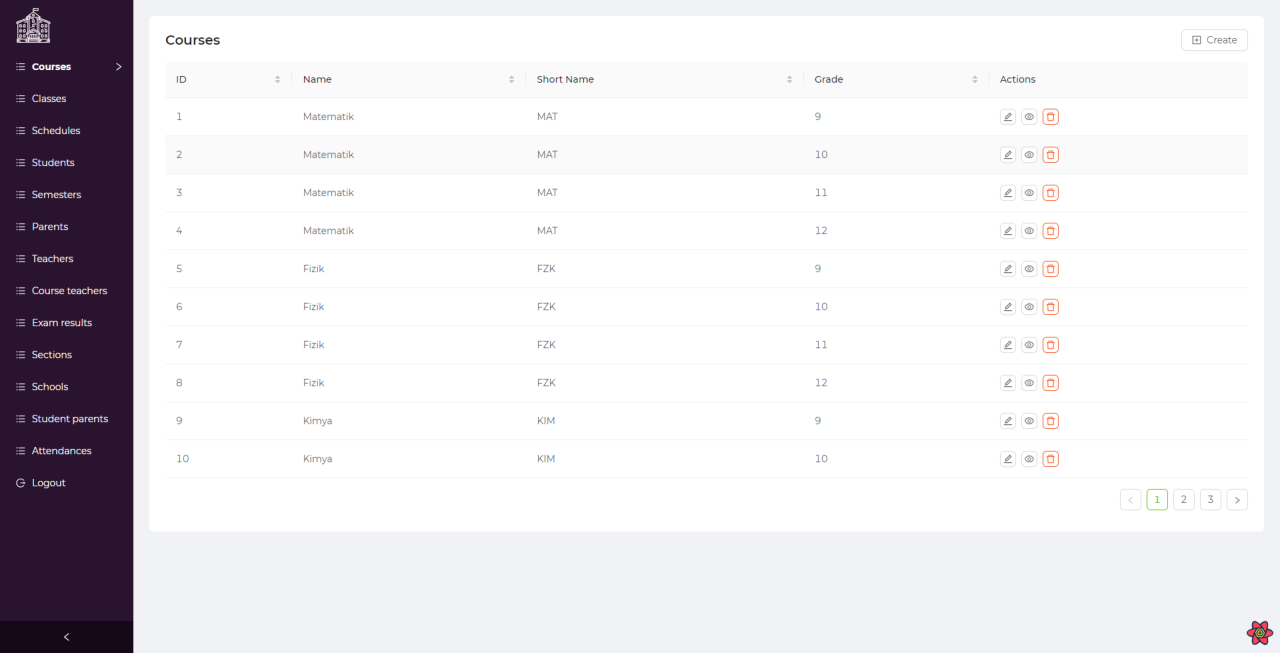 Courses
Classes
Schedules
Students
Semesters
Parents
Teachers
Course teachers
Exam results
Sections
Schools
Student parents
Attendances
Logout
Courses Create
ID Name Short Name Grade Actions
1 Matematik MAT 9
2 Matematik MAT 10
3 Matematik MAT 11
4 Matematik MAT 12
5 Fizik FZK 9
6 Fizik FZK 10
7 Fizik FZK 11
8 Fizik FZK 12
9 Kimya KIM 9
10 Kimya KIM 10
1 2 3